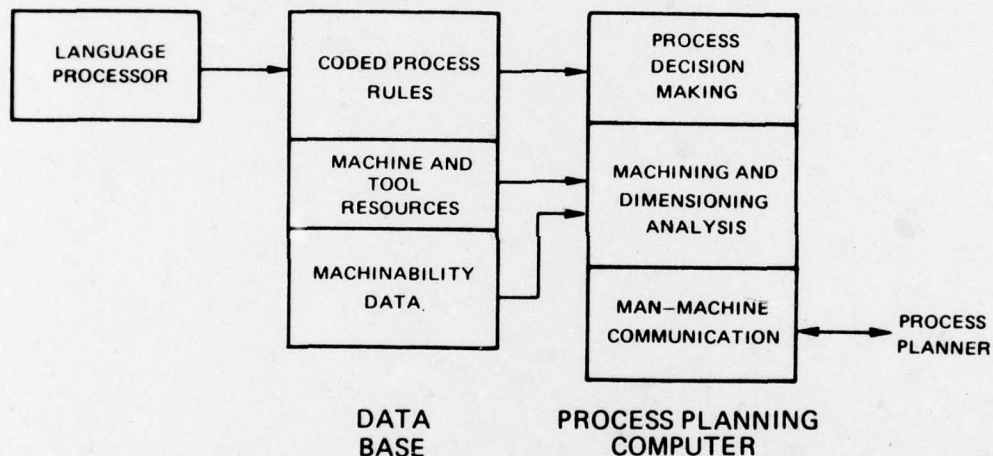 LANGUAGE
PROCESSOR
CODED PROCESS
RULES
MACHINE AND
TOOL
RESOURCES
MACHINABILITY
DATA
DATA
BASE
PROCESS
DECISION
MAKING
MACHINING AND
DIMENSIONING
ANALYSIS
MAN-MACHINE
COMMUNICATION
PROCESS PLANNING
COMPUTER
PROCESS
PLANNER